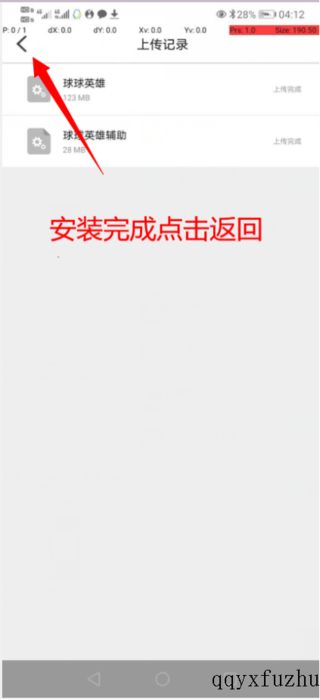 28% 04:12
P: 0 / 1 dX: 0.0 dY: 0.0 Xv: 0.0 Yv: 0.0 Prs: 1.0 Size: 190.50
上传记录
球球英雄
123 MB
上传完成
球球英雄辅助
28 MB
上传完成
安装完成点击返回
qqyxfuzhu